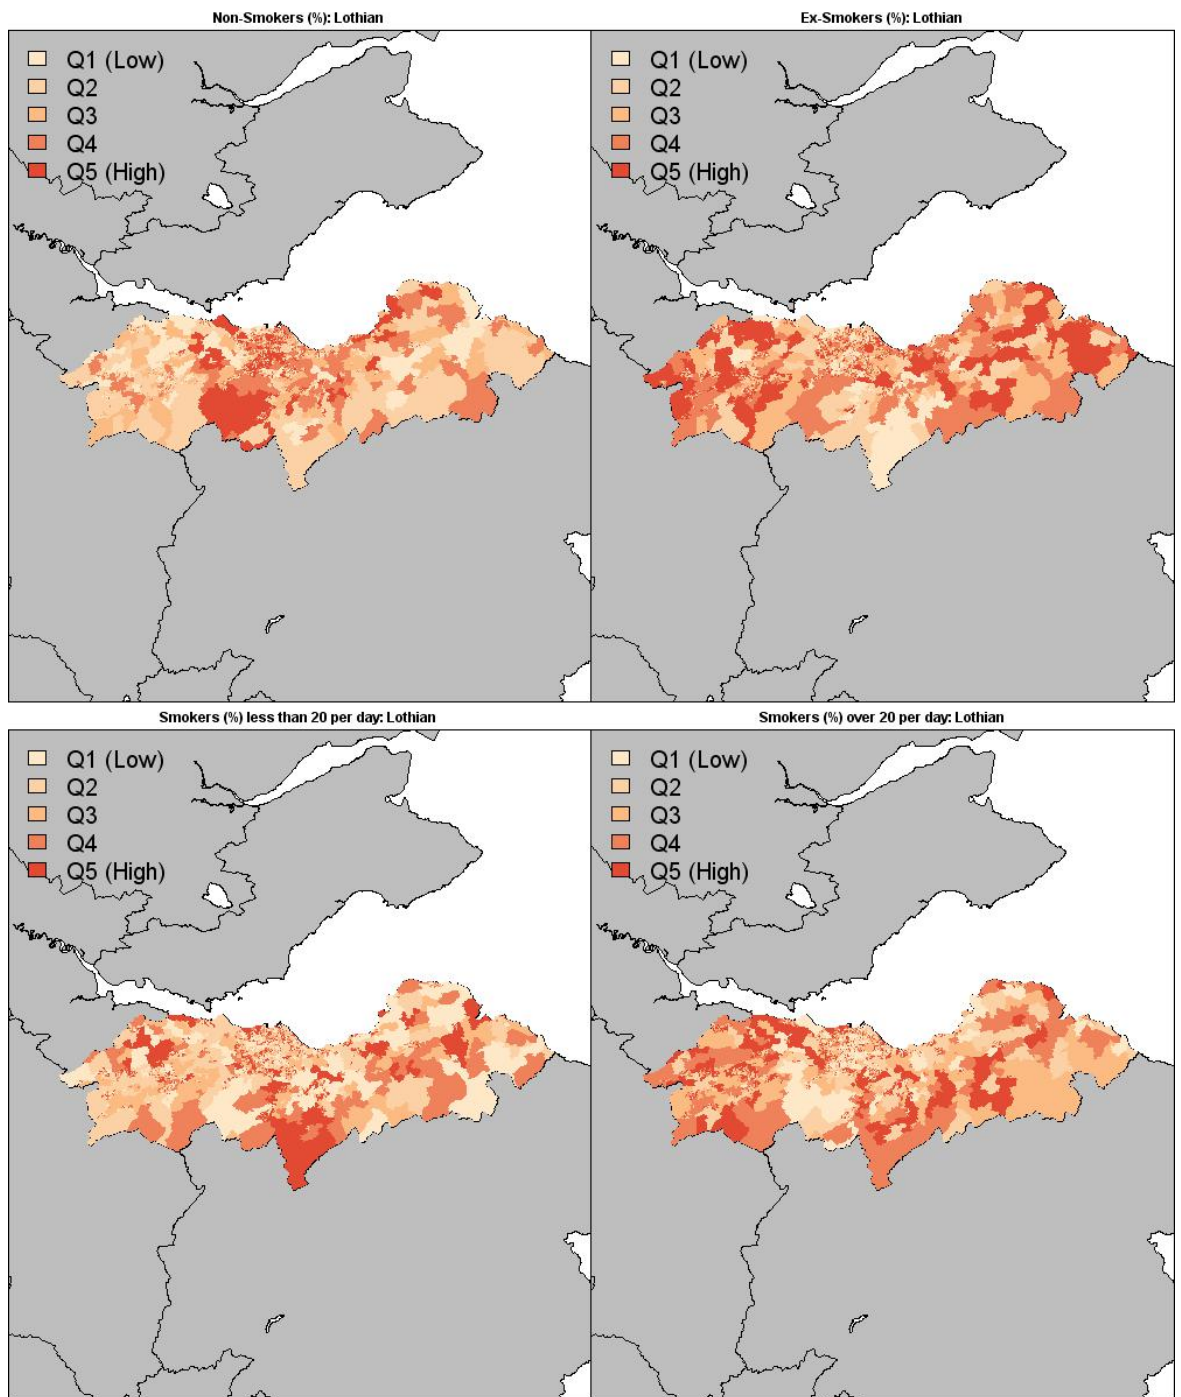 Non-Smokers (%): Lothian
Q1 (Low)
Q2
Q3
Q4
Q5 (High)
Ex-Smokers (%): Lothian
Q1 (Low)
Q2
Q3
Q4
Q5 (High)
Smokers (%) less than 20 per day: Lothian
Q1 (Low)
Q2
Q3
Q4
Q5 (High)
Smokers (%) over 20 per day: Lothian
Q1 (Low)
Q2
Q3
Q4
Q5 (High)